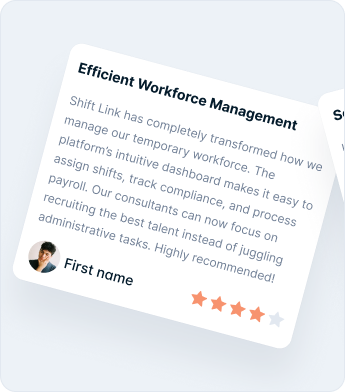 Efficient Workforce Management
Shift Link has completely transformed how we
manage our temporary workforce. The
platform's intuitive dashboard makes it easy to
assign shifts, track compliance, and process
payroll. Our consultants can now focus on
recruiting the best talent instead of juggling
administrative tasks. Highly recommended!
First name